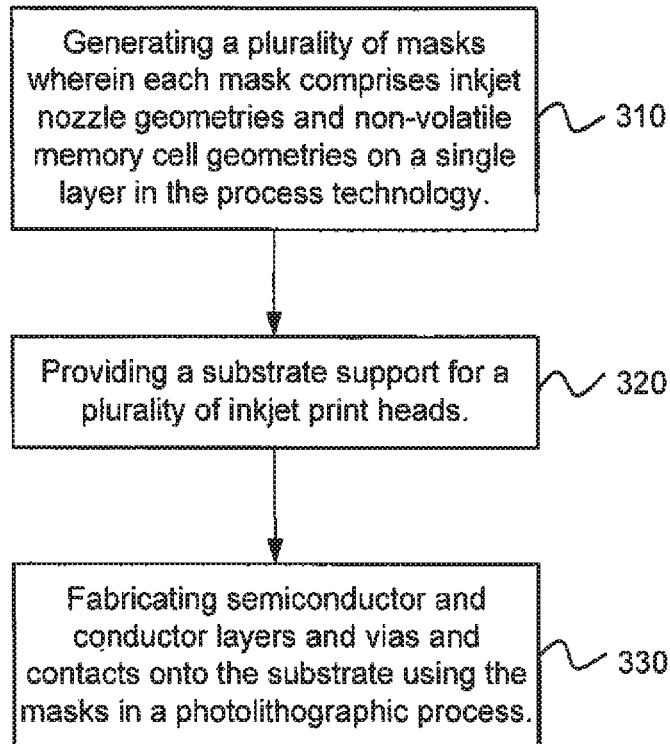 Generating a plurality of masks
wherein each mask comprises inkjet
nozzle geometries and non-volatile
memory cell geometries on a single
layer in the process technology.
310
Providing a substrate support for a
plurality of inkjet print heads.
320
Fabricating semiconductor and
conductor layers and vias and
contacts onto the substrate using the
masks in a photolithographic process.
330